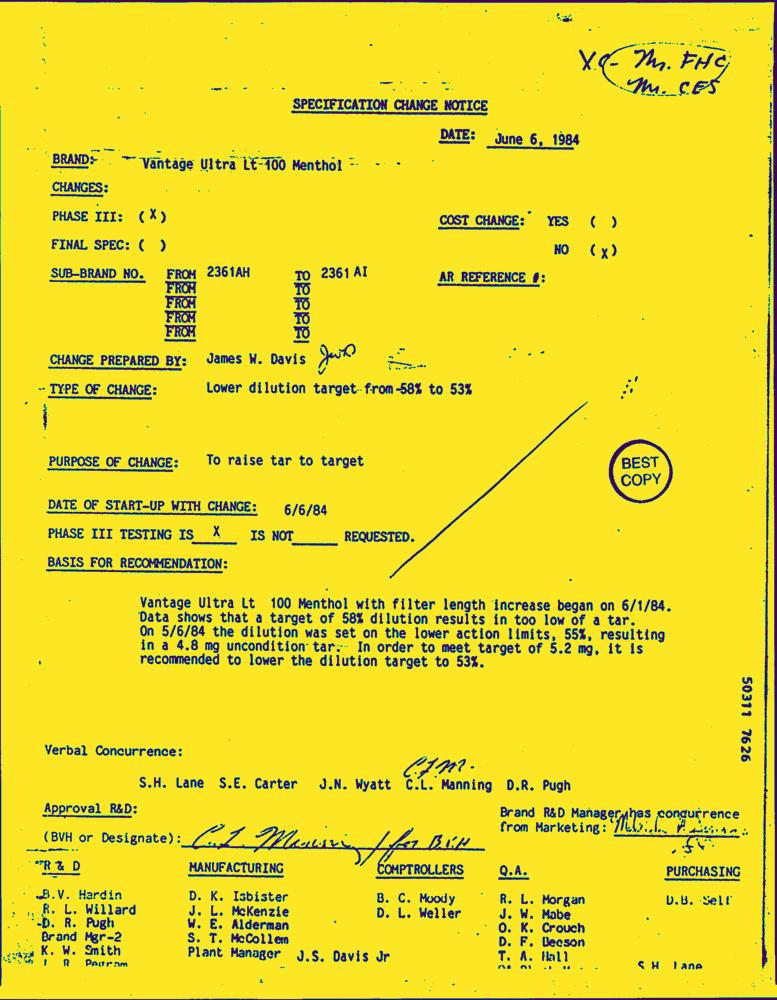 XC- Mr. FHC
Mr. CES
SPECIFICATION CHANGE NOTICE
DATE: June 6, 1984
BRAND: Vantage Ultra Lt 100 Menthol
CHANGES:
PHASE III: (X)
COST CHANGE: YES ( )
FINAL SPEC: ( )
NO (X)
SUB-BRAND NO. FROM 2361AH TO 2361 AI
AR REFERENCE #:
FROM TO
FROM TO
FROM TO
FROM TO
CHANGE PREPARED BY: James W. Davis JWD
TYPE OF CHANGE: Lower dilution target from 58% to 53%
PURPOSE OF CHANGE: To raise tar to target
BEST
COPY
DATE OF START-UP WITH CHANGE: 6/6/84
PHASE III TESTING IS X IS NOT REQUESTED.
BASIS FOR RECOMMENDATION:
Vantage Ultra Lt 100 Menthol with filter length increase began on 6/1/84.
Data shows that a target of 58% dilution results in too low of a tar.
On 5/6/84 the dilution was set on the lower action limits, 55%, resulting
in a 4.8 mg uncondition tar. In order to meet target of 5.2 mg, it is
recommended to lower the dilution target to 53%.
50311 7626
Verbal Concurrence:
C.L.M.
S.H. Lane S.E. Carter J.N. Wyatt C.L. Manning D.R. Pugh
Approval R&D:
Brand R&D Manager has concurrence
from Marketing:
(BVH or Designate): C. L. Manning / for BVH
R & D MANUFACTURING COMPTROLLERS Q.A. PURCHASING
B.V. Hardin D. K. Isbister B. C. Moody R. L. Morgan D.B. Self
R. L. Willard J. L. McKenzie D. L. Weller J. W. Mabe
D. R. Pugh W. E. Alderman O. K. Crouch
Brand Mgr-2 S. T. McCollem D. F. Deeson
K. W. Smith Plant Manager J.S. Davis Jr T. A. Hall
S H Lane